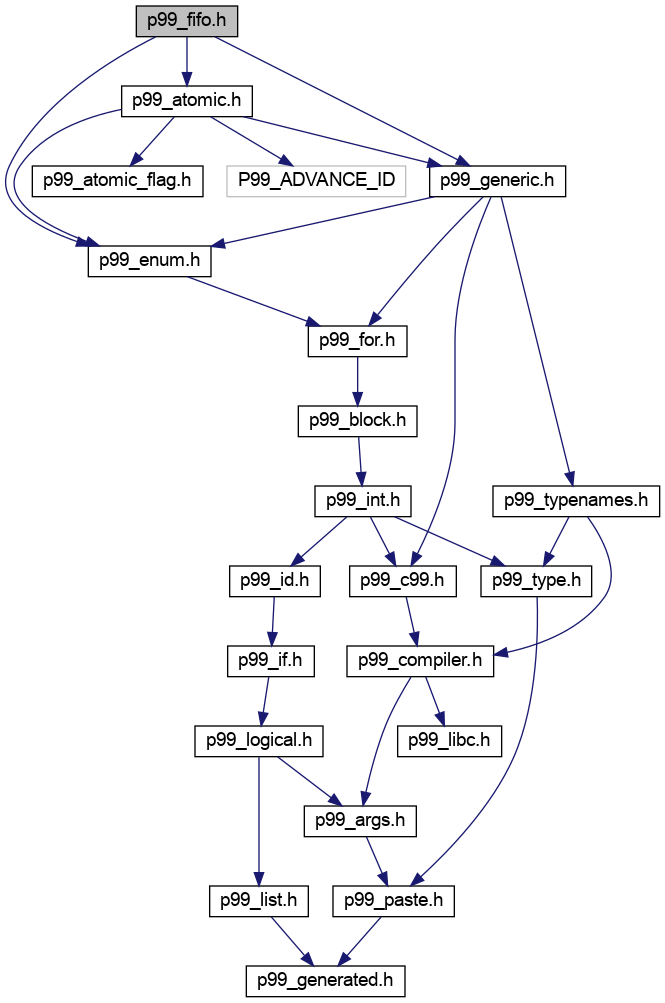 p99_fifo.h
p99_atomic.h
p99_atomic_flag.h
P99_ADVANCE_ID
p99_generic.h
p99_enum.h
p99_for.h
p99_block.h
p99_int.h
p99_typenames.h
p99_id.h
p99_c99.h
p99_type.h
p99_if.h
p99_compiler.h
p99_logical.h
p99_libc.h
p99_args.h
p99_list.h
p99_paste.h
p99_generated.h